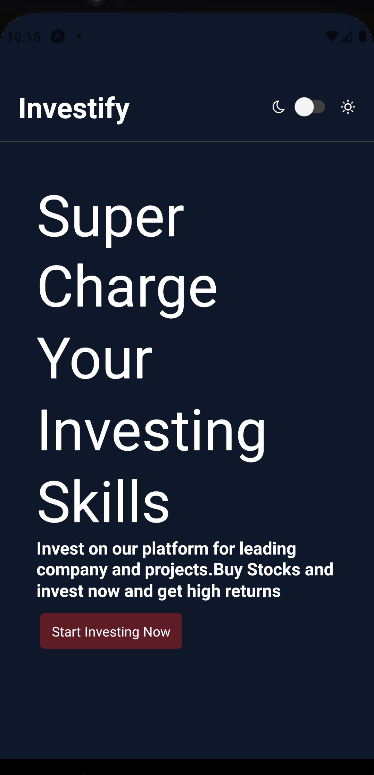 10:15
Investify
Super
Charge
Your
Investing
Skills
Invest on our platform for leading
company and projects.Buy Stocks and
invest now and get high returns
Start Investing Now